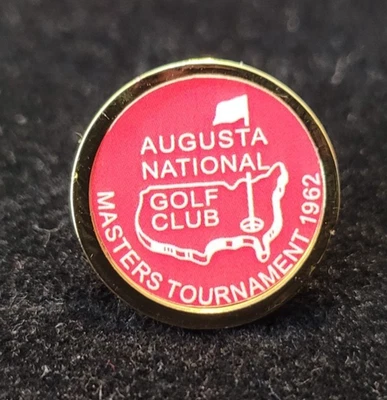 AUGUSTA
NATIONAL
GOLF
CLUB
MASTERS TOURNAMENT 1962